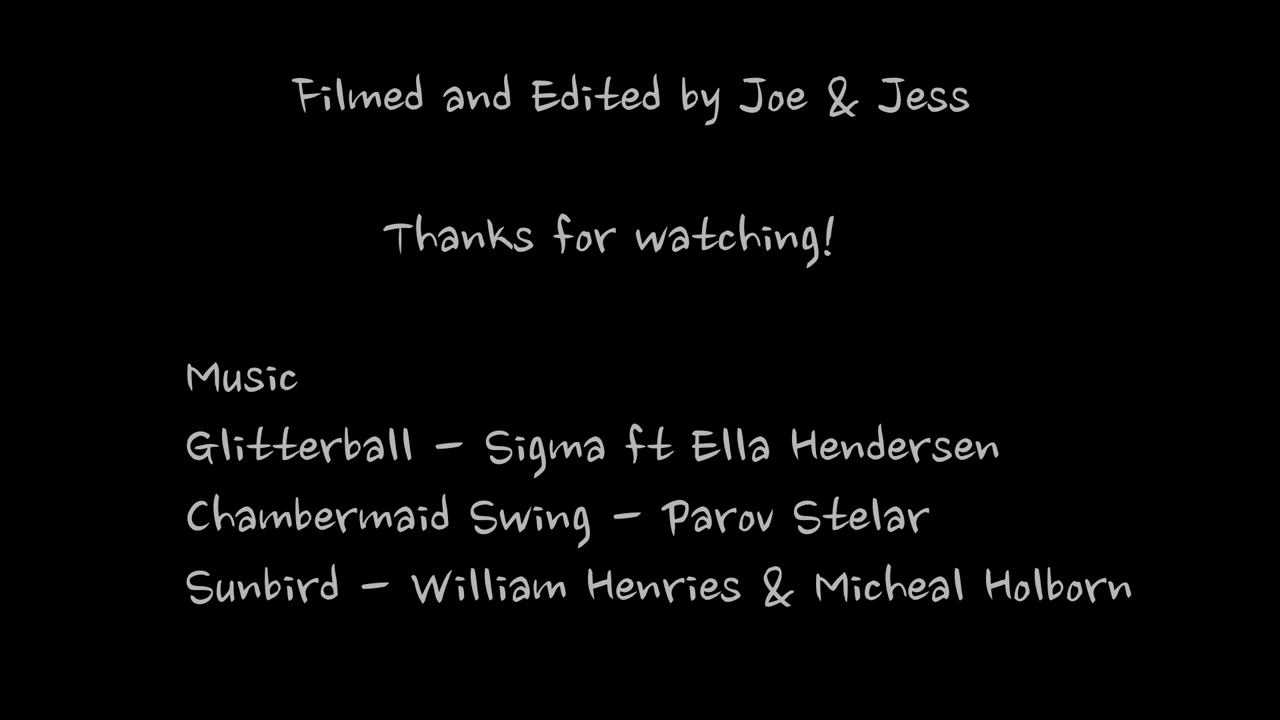 Filmed and Edited by Joe & Jess
Thanks for watching!
Music
Glitterball - Sigma ft Ella Hendersen
Chambermaid Swing - Parov Stelar
Sunbird - William Henries & Micheal Holborn